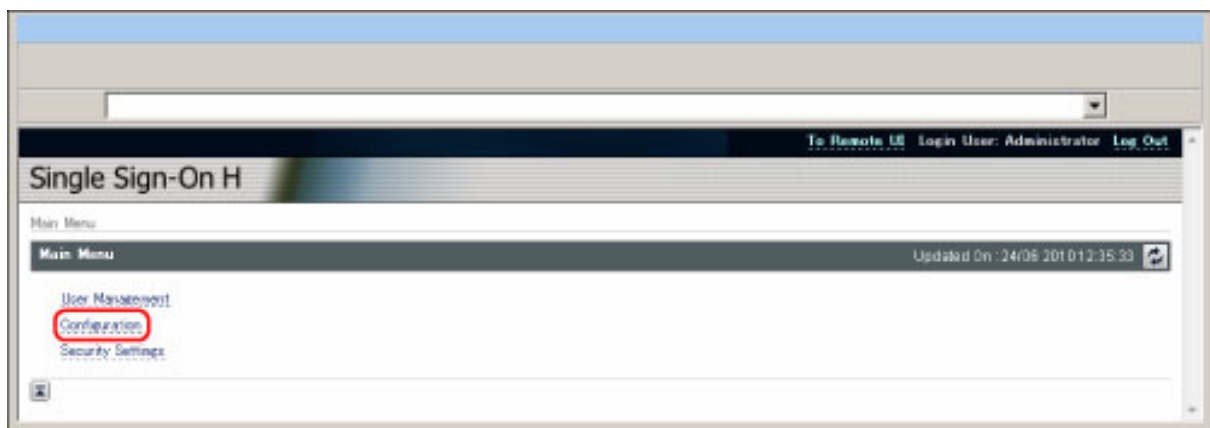 To Remote UI Login User: Administrator Log Out
Single Sign-On H
Main Menu
Main Menu Updated On : 24/06 2010 12:35:33
User Management
Configuration
Security Settings